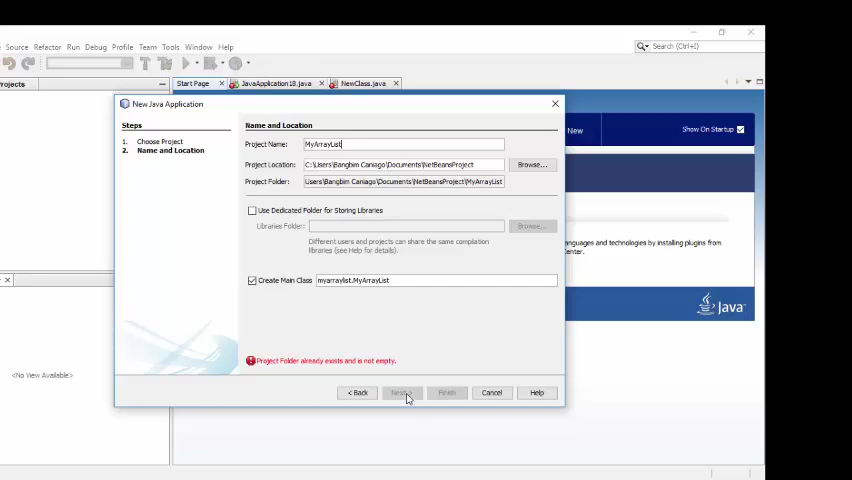 Source Refactor Run Debug Profile Team Tools Window Help
Search (Ctrl+I)
Projects
Start Page
JavaApplication18.java
NewClass.java
New Java Application
Steps
1. Choose Project
2. Name and Location
Name and Location
Project Name: MyArrayList
Project Location: C:\Users\Bangbim Caniago\Documents\NetBeansProject Browse...
Project Folder: Users\Bangbim Caniago\Documents\NetBeansProject\MyArrayList
Use Dedicated Folder for Storing Libraries
Libraries Folder: Browse...
Different users and projects can share the same compilation
libraries (see Help for details).
Create Main Class myarraylist.MyArrayList
Project Folder already exists and is not empty.
< Back Next > Finish Cancel Help
New
Show On Startup
languages and technologies by installing plugins from
Center.
Java
<No View Available>